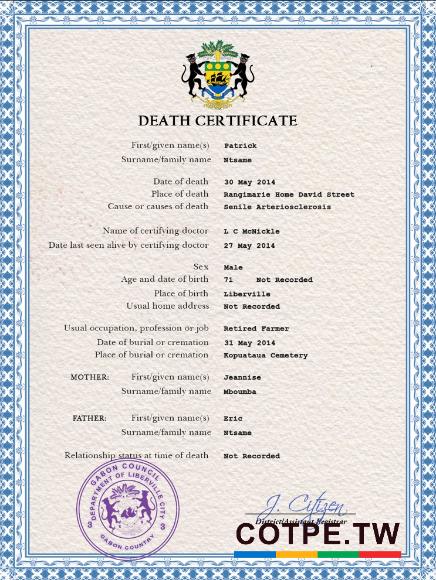 DEATH CERTIFICATE
First/given name(s) Patrick
Surname/family name Ntsame
Date of death 30 May 2014
Place of death Rangimarie Home David Street
Cause or causes of death Senile Arteriosclerosis
Name of certifying doctor L C McNickle
Date last seen alive by certifying doctor 27 May 2014
Sex Male
Age and date of birth 71 Not Recorded
Place of birth Liberville
Usual home address Not Recorded
Usual occupation, profession or job Retired Farmer
Date of burial or cremation 31 May 2014
Place of burial or cremation Kopuataua Cemetery
MOTHER: First/given name(s) Jeannise
Surname/family name Mboumba
FATHER: First/given name(s) Eric
Surname/family name Ntsame
Relationship status at time of death Not Recorded
GABON COUNCIL
DEPARTMENT OF LIBERVILLE CITY
GABON COUNTRY
J. Citizen
District/Assistant Registrar
COTPE.TW